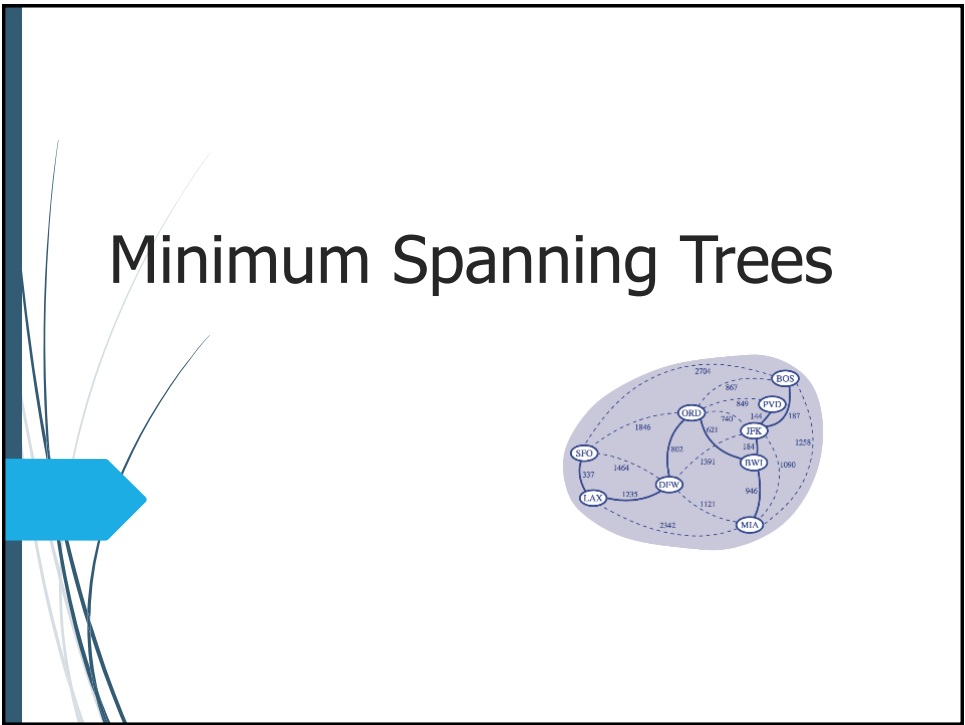 Minimum Spanning Trees
2704
BOS
867
849
PVD
ORD
740
144
187
JFK
1846
621
184
1258
802
SFO
1391
BWI
1464
1090
337
DFW
LAX
1235
946
1121
2342
MIA